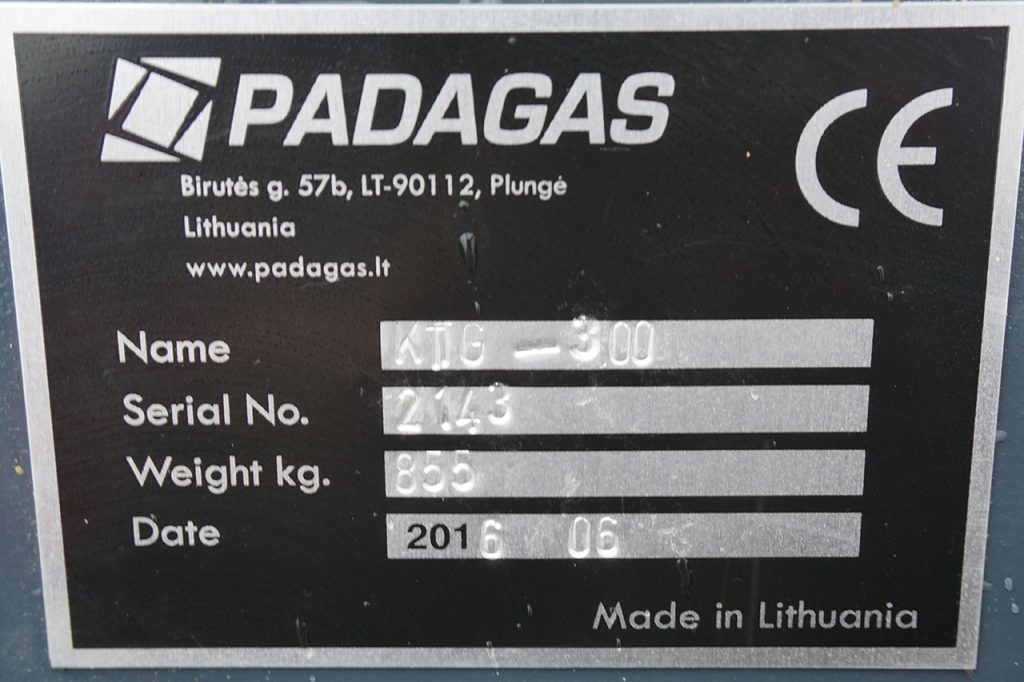 PADAGAS
CE
Birutės g. 57b, LT-90112, Plungė
Lithuania
www.padagas.lt
Name KTG - 300
Serial No. 2143
Weight kg. 855
Date 2016 06
Made in Lithuania